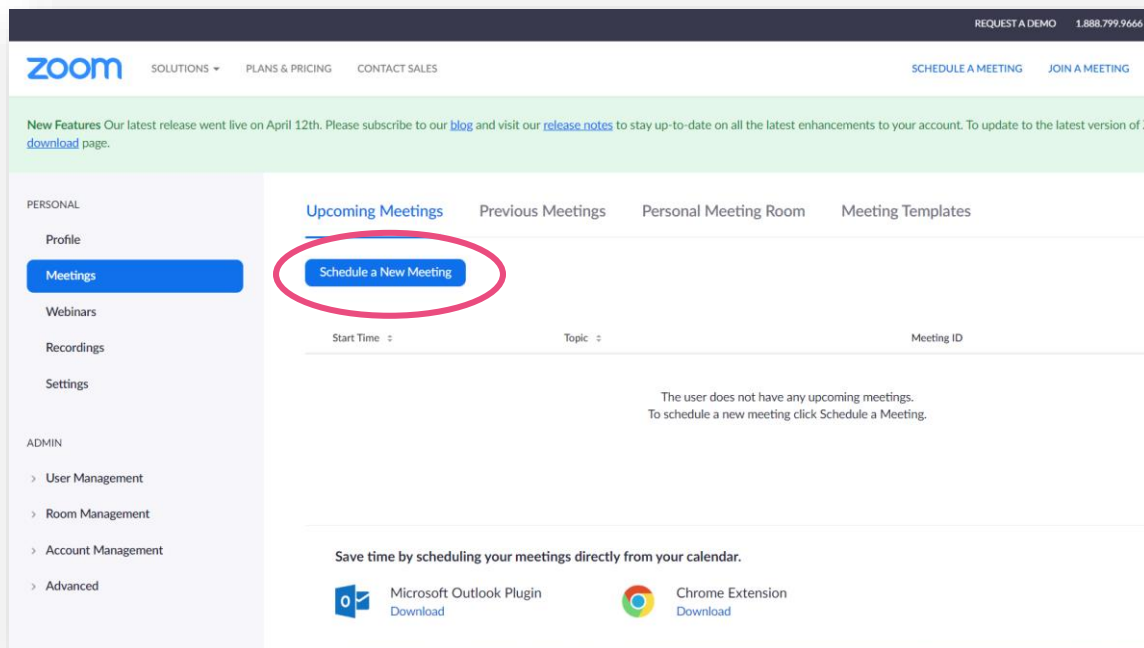 REQUEST A DEMO 1.888.799.9666
zoom SOLUTIONS PLANS & PRICING CONTACT SALES SCHEDULE A MEETING JOIN A MEETING
New Features Our latest release went live on April 12th. Please subscribe to our blog and visit our release notes to stay up-to-date on all the latest enhancements to your account. To update to the latest version of
download page.
PERSONAL
Profile
Meetings
Webinars
Recordings
Settings
ADMIN
User Management
Room Management
Account Management
Advanced
Upcoming Meetings Previous Meetings Personal Meeting Room Meeting Templates
Schedule a New Meeting
Start Time Topic Meeting ID
The user does not have any upcoming meetings.
To schedule a new meeting click Schedule a Meeting.
Save time by scheduling your meetings directly from your calendar.
Microsoft Outlook Plugin
Download
Chrome Extension
Download